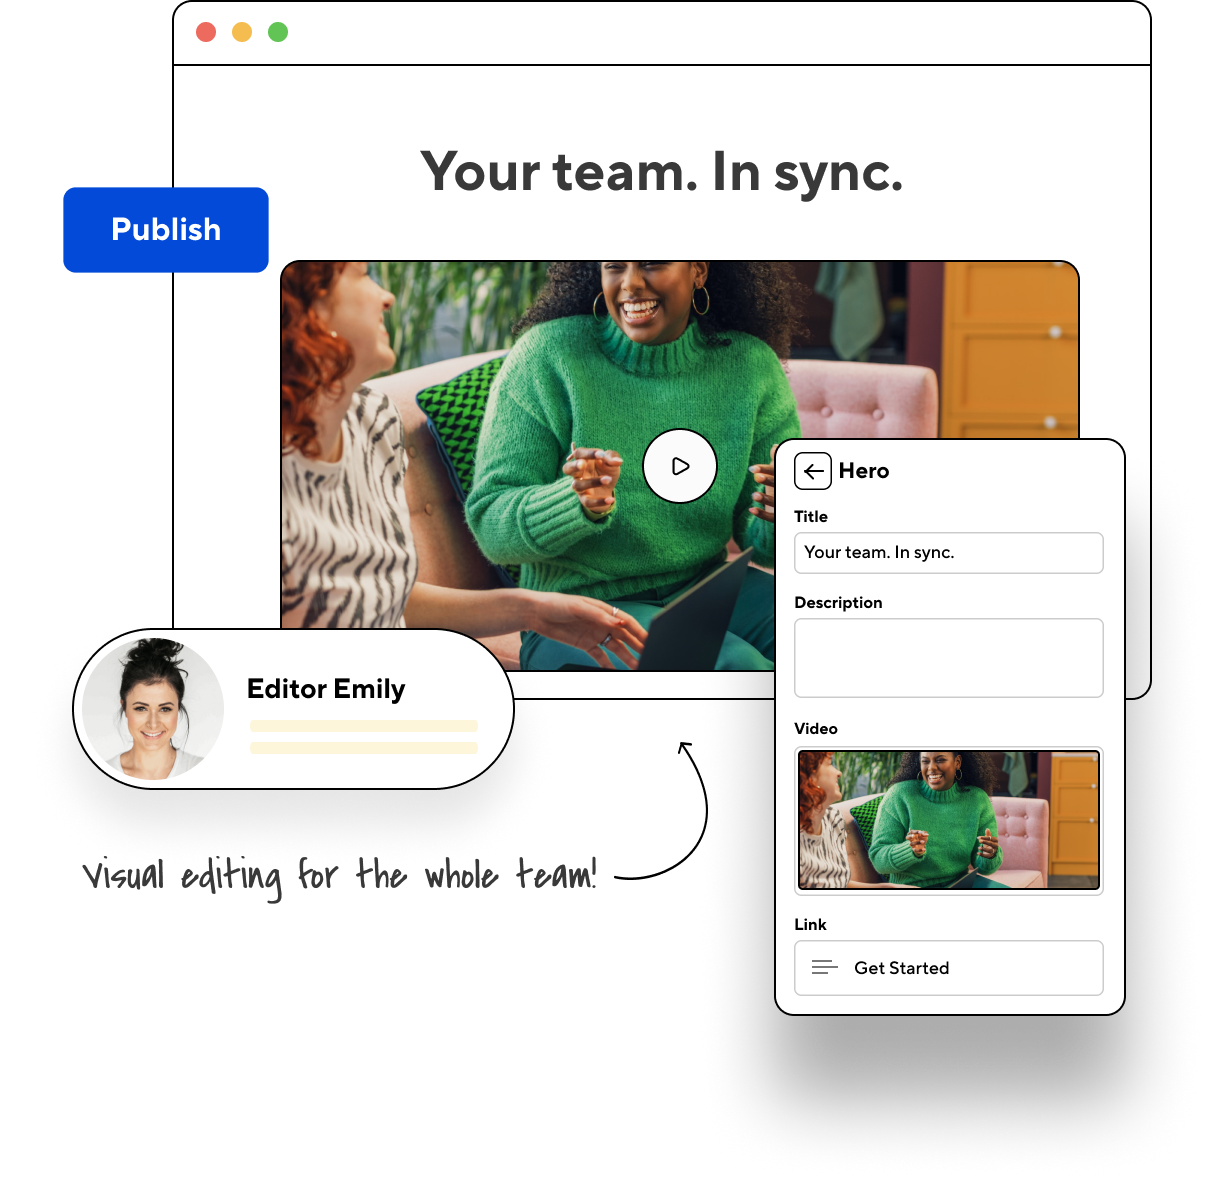 Your team. In sync.
Publish
Hero
Title
Your team. In sync.
Description
Video
Link
Get Started
Editor Emily
Visual editing for the whole team!